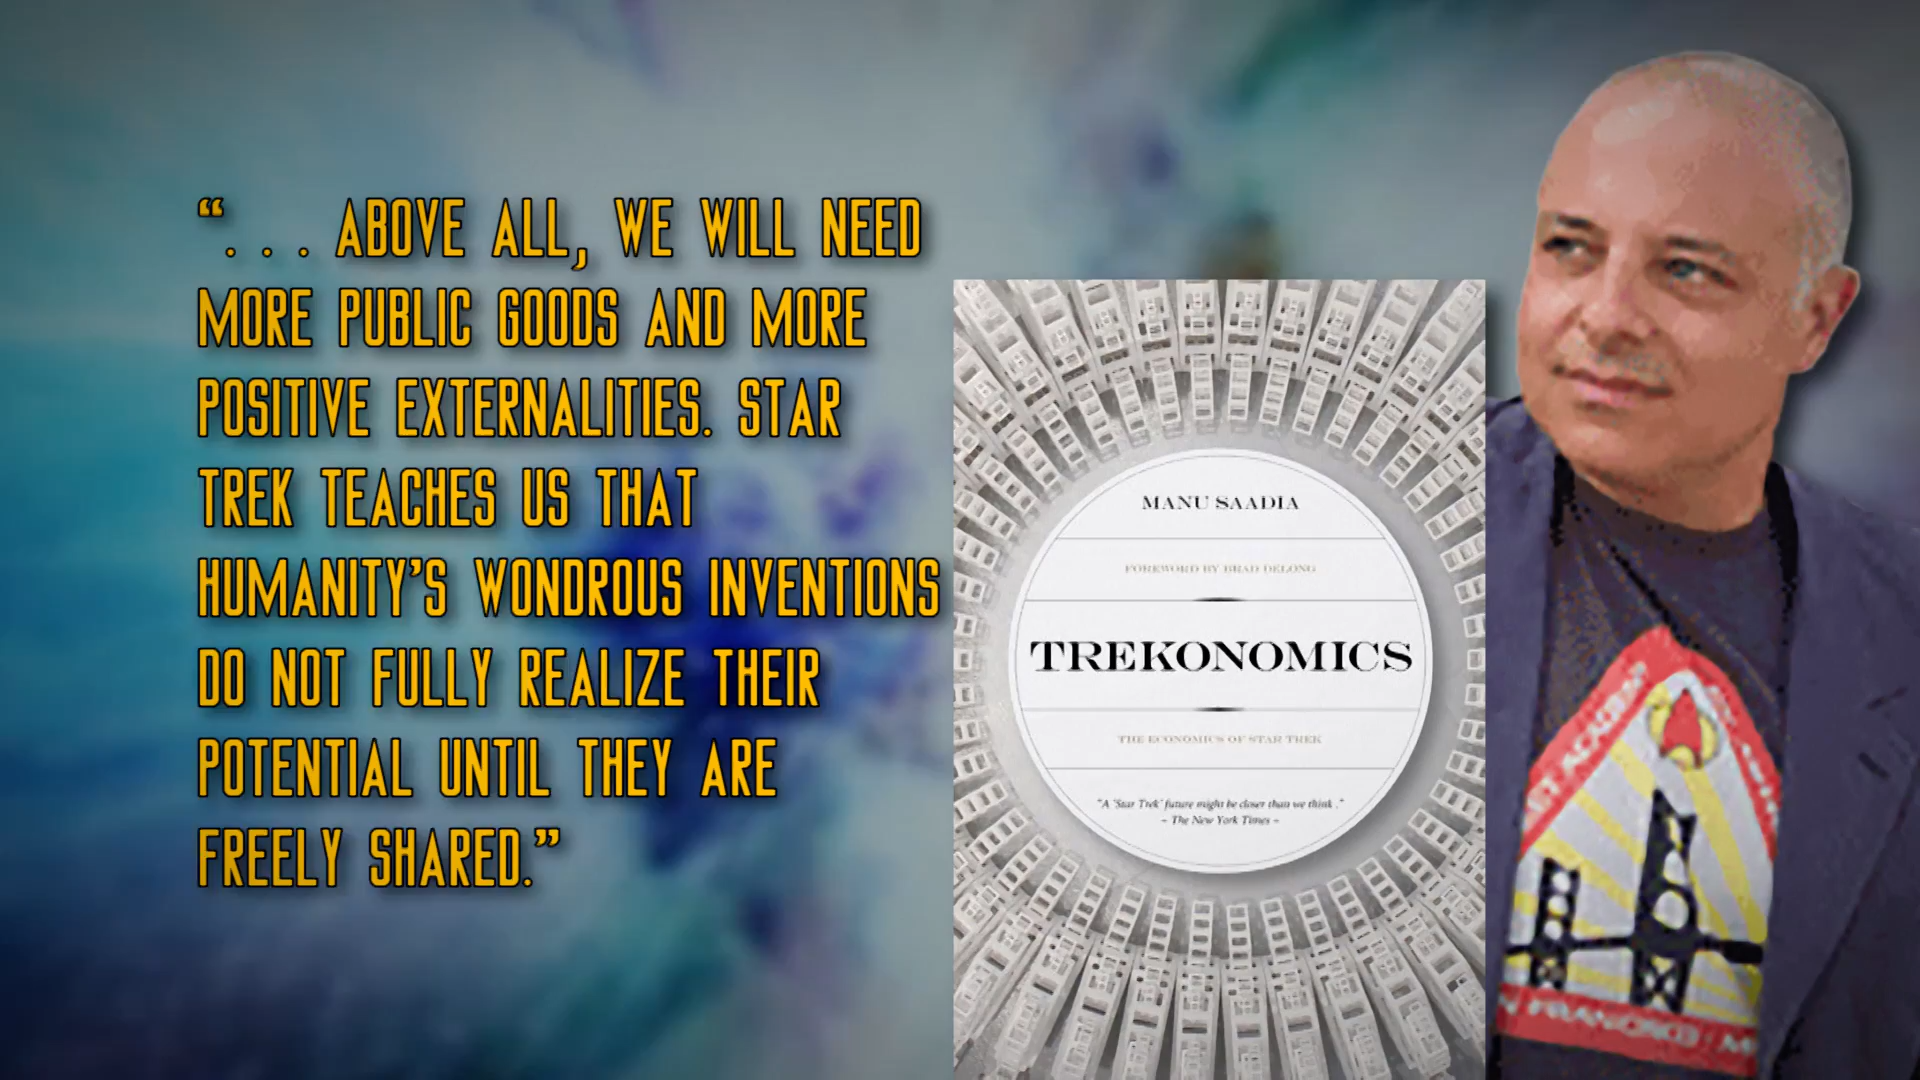 “. . . ABOVE ALL, WE WILL NEED
MORE PUBLIC GOODS AND MORE
POSITIVE EXTERNALITIES. STAR
TREK TEACHES US THAT
HUMANITY’S WONDROUS INVENTIONS
DO NOT FULLY REALIZE THEIR
POTENTIAL UNTIL THEY ARE
FREELY SHARED.”
MANU SAADIA
FOREWORD BY BRAD DELONG
TREKONOMICS
THE ECONOMICS OF STAR TREK
“A ‘Star Trek’ future might be closer than we think .”
~ The New York Times ~